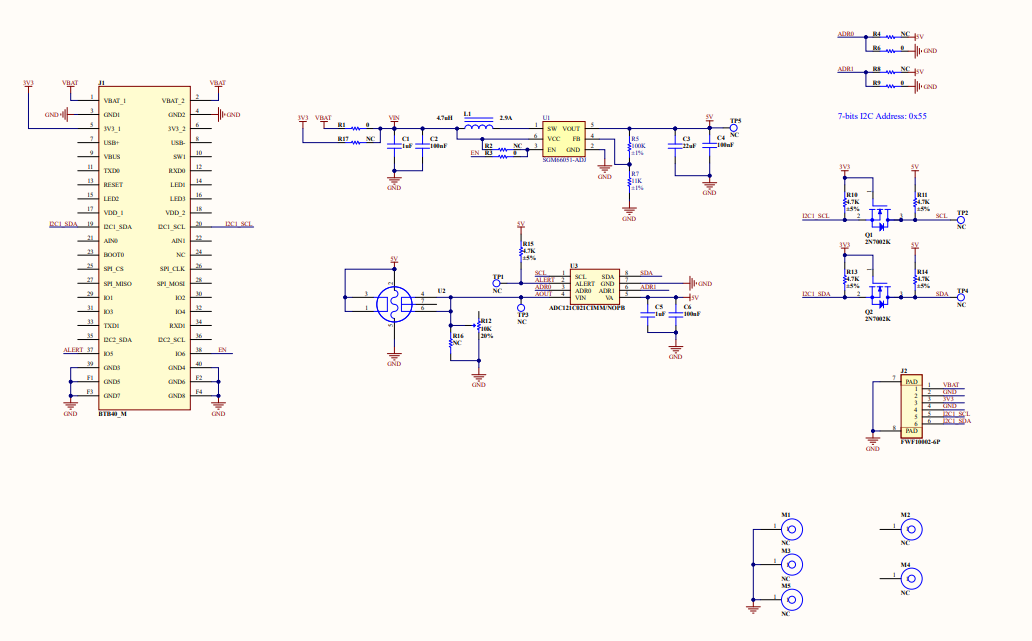 J1
3V3
VBAT
VBAT
1 VBAT_1 VBAT_2 2
GND 3 GND1 GND2 4 GND
5 3V3_1 3V3_2 6
7 USB+ USB- 8
9 VBUS SW1 10
11 TXD0 RXD0 12
13 RESET LED1 14
15 LED2 LED3 16
17 VDD_1 VDD_2 18
I2C1_SDA 19 I2C1_SDA I2C1_SCL 20 I2C1_SCL
21 AIN0 AIN1 22
23 BOOT0 NC 24
25 SPI_CS SPI_CLK 26
27 SPI_MISO SPI_MOSI 28
29 IO1 IO2 30
31 IO3 IO4 32
33 TXD1 RXD1 34
35 I2C2_SDA I2C2_SCL 36
ALERT 37 IO5 IO6 38 EN
39 GND3 GND4 40
F1 GND5 GND6 F2
F3 GND7 GND8 F4
GND
GND
BTB40_M
3V3 VBAT VIN
R1 0
R17 NC
C1
1uF
C2
100nF
GND
L1
4.7uH 2.9A
R2 NC
EN R3 0
U1
1 SW VOUT 5
6 VCC FB 4
3 EN GND 2
SGM66051-ADJ
GND
R5
100K
±1%
R7
11K
±1%
GND
C3
22uF
5V
C4
100nF
GND
TP5
NC
5V
R15
4.7K
±5%
TP1
NC
TP3
NC
U3
SCL 1 SCL SDA 8 SDA
ALERT 2 ALERT GND 7 GND
ADR0 3 ADR0 ADR1 6 ADR1
AOUT 4 VIN VA 5 5V
ADC121C021CIMM/NOPB
C5
1uF
C6
100nF
GND
5V
U2
2
3 4
7
1 6
5
GND
R12
10K
20%
R16
NC
GND
ADR0 R4 NC 5V
R6 0 GND
ADR1 R8 NC 5V
R9 0 GND
7-bits I2C Address: 0x55
3V3 5V
R10
4.7K
±5%
R11
4.7K
±5%
I2C1_SCL 2 1 3 SCL TP2
NC
Q1
2N7002K
3V3 5V
R13
4.7K
±5%
R14
4.7K
±5%
I2C1_SDA 2 1 3 SDA TP4
NC
Q2
2N7002K
J2
7 PAD
1 1 VBAT
2 2 GND
3 3 3V3
4 4 GND
5 5 I2C1_SCL
6 6 I2C1_SDA
8 PAD
GND
FWF10002-6P
M1
1
NC
M3
1
NC
M5
1
NC
M2
1
NC
M4
1
NC